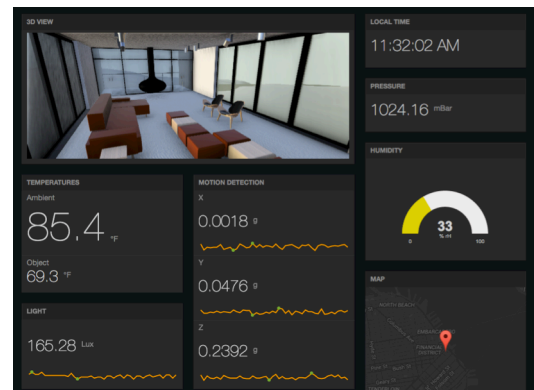 3D VIEW
LOCAL TIME
11:32:02 AM
PRESSURE
1024.16 mBar
HUMIDITY
33
% rH
0
100
TEMPERATURES
Ambient
85.4 °F
Object
69.3 °F
MOTION DETECTION
X
0.0018 g
Y
0.0476 g
Z
0.2392 g
LIGHT
165.28 Lux
MAP
NORTH BEACH
FINANCIAL
DISTRICT